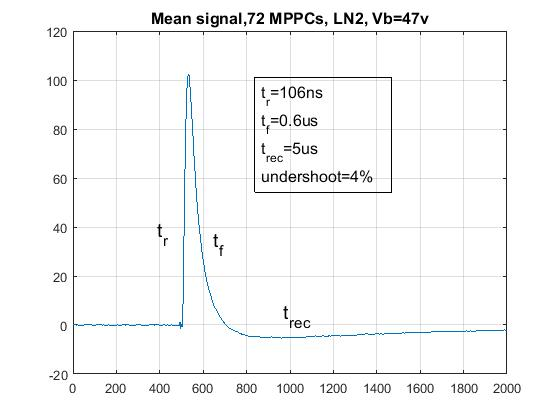 Mean signal,72 MPPCs, LN2, Vb=47v
120
100
80
60
40
20
0
-20
t_r=106ns
t_f=0.6us
t_rec=5us
undershoot=4%
t_r
t_f
t_rec
0 200 400 600 800 1000 1200 1400 1600 1800 2000